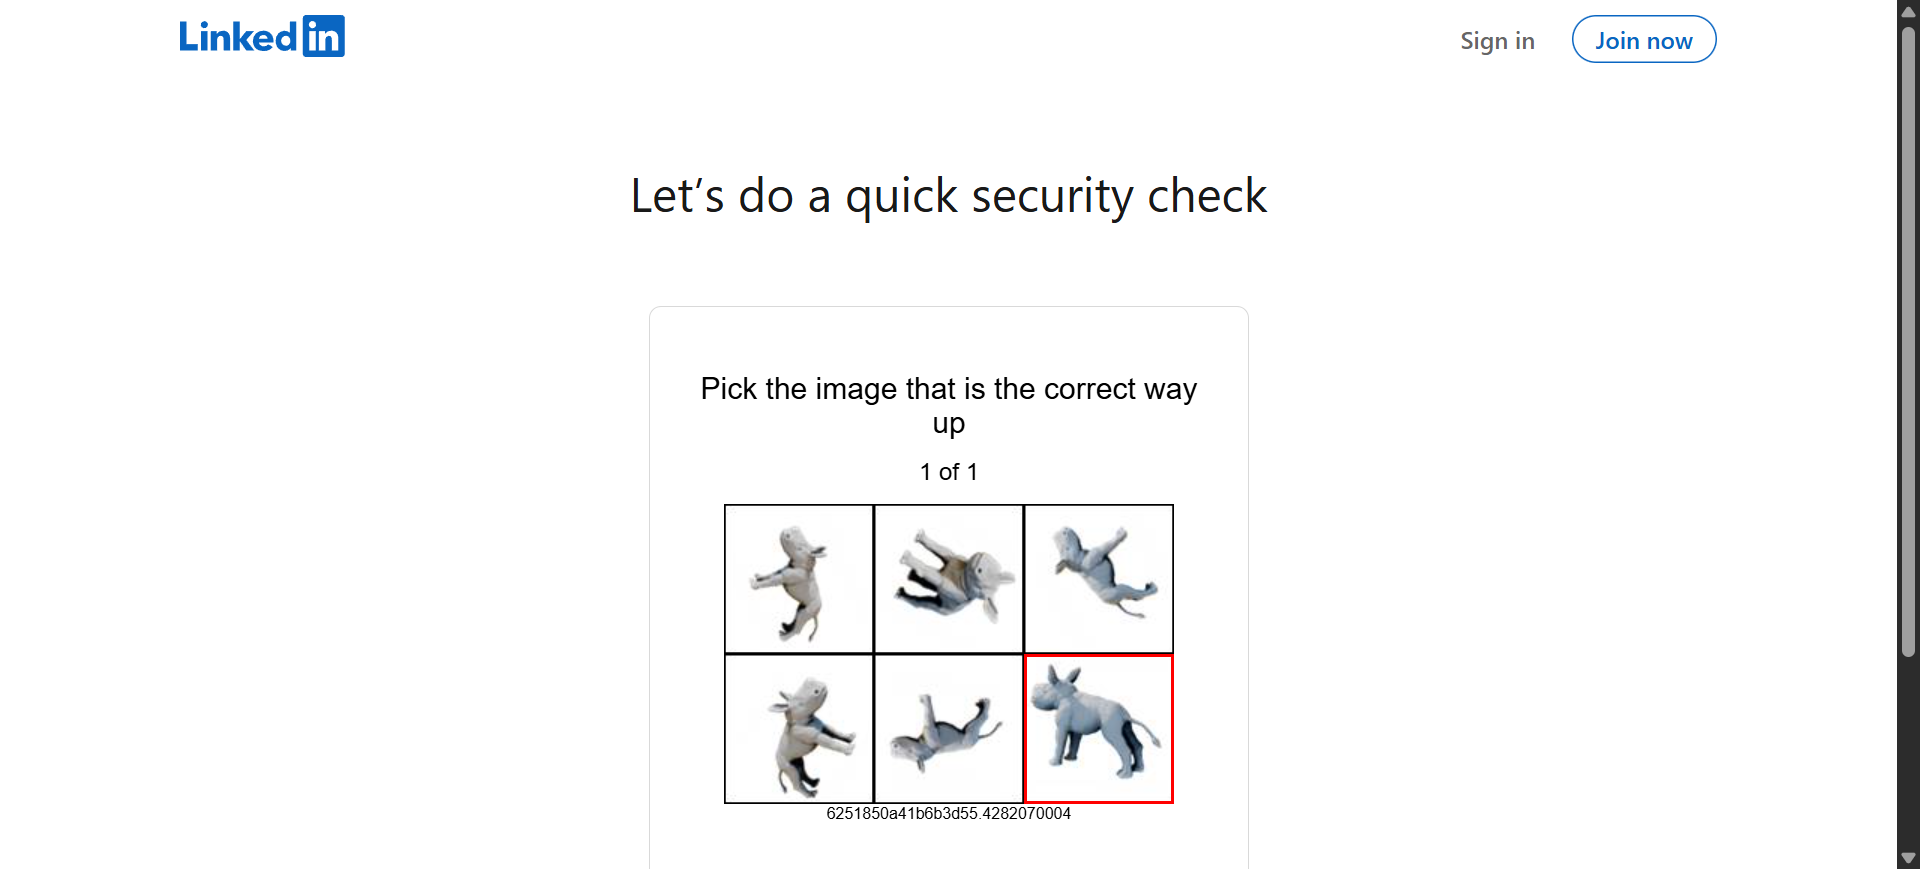 Linked in
Sign in
Join now
Let's do a quick security check
Pick the image that is the correct way
up
1 of 1
6251850a41b6b3d55.4282070004